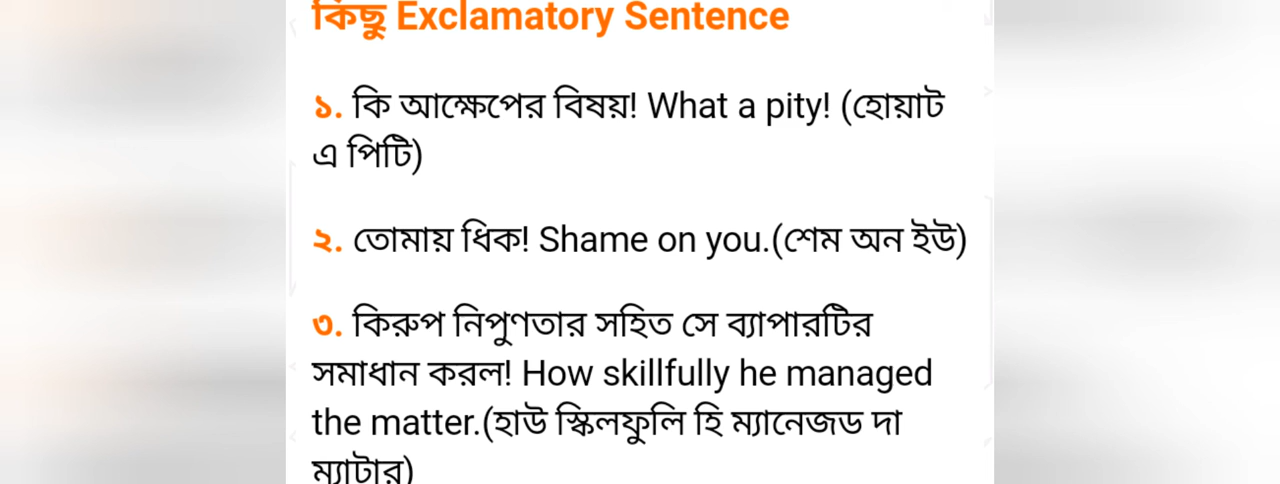 কিছু Exclamatory Sentence
১. কি আক্ষেপের বিষয়! What a pity! (হোয়াট
এ পিটি)
২. তোমায় ধিক! Shame on you.(শেম অন ইউ)
৩. কিরুপ নিপুণতার সহিত সে ব্যাপারটির
সমাধান করল! How skillfully he managed
the matter.(হাউ স্কিলফুলি হি ম্যানেজড দা
ম্যাটার)